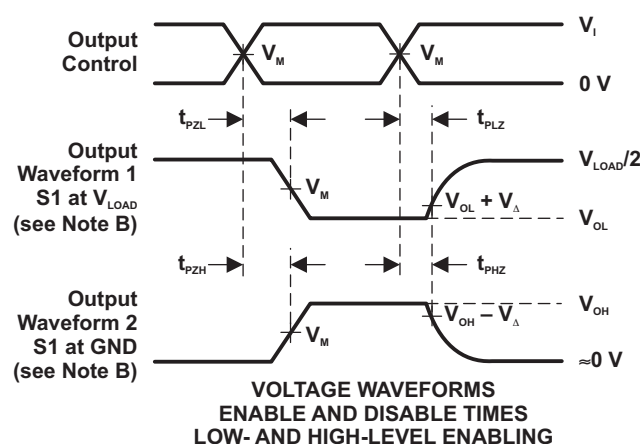 Output
Control
V_M
V_M
V_I
0 V
t_PZL
t_PLZ
Output
Waveform 1
S1 at V_LOAD
(see Note B)
V_M
V_LOAD/2
V_OL + V_Δ
V_OL
t_PZH
t_PHZ
Output
Waveform 2
S1 at GND
(see Note B)
V_M
V_OH
V_OH – V_Δ
≈0 V
VOLTAGE WAVEFORMS
ENABLE AND DISABLE TIMES
LOW- AND HIGH-LEVEL ENABLING